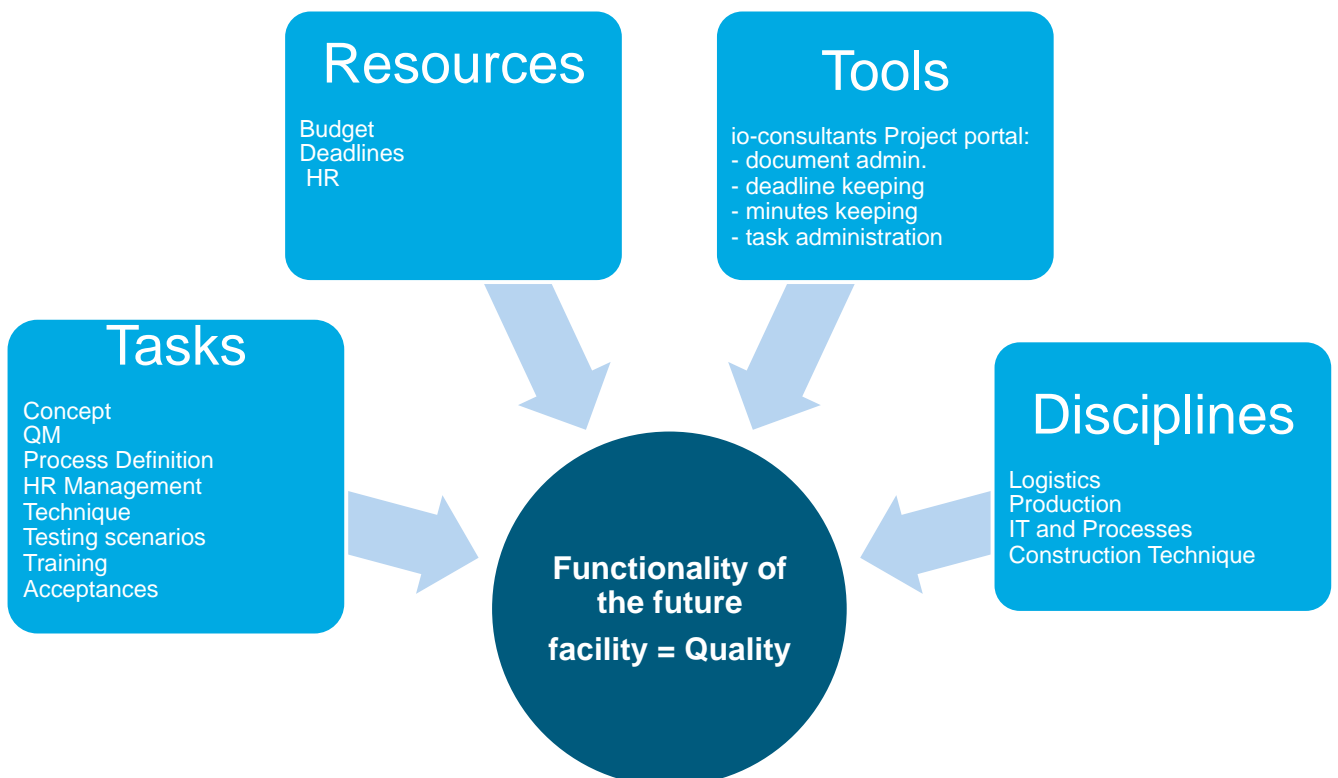 Resources
Budget
Deadlines
HR
Tools
io-consultants Project portal:
- document admin.
- deadline keeping
- minutes keeping
- task administration
Tasks
Concept
QM
Process Definition
HR Management
Technique
Testing scenarios
Training
Acceptances
Disciplines
Logistics
Production
IT and Processes
Construction Technique
Functionality of
the future
facility = Quality